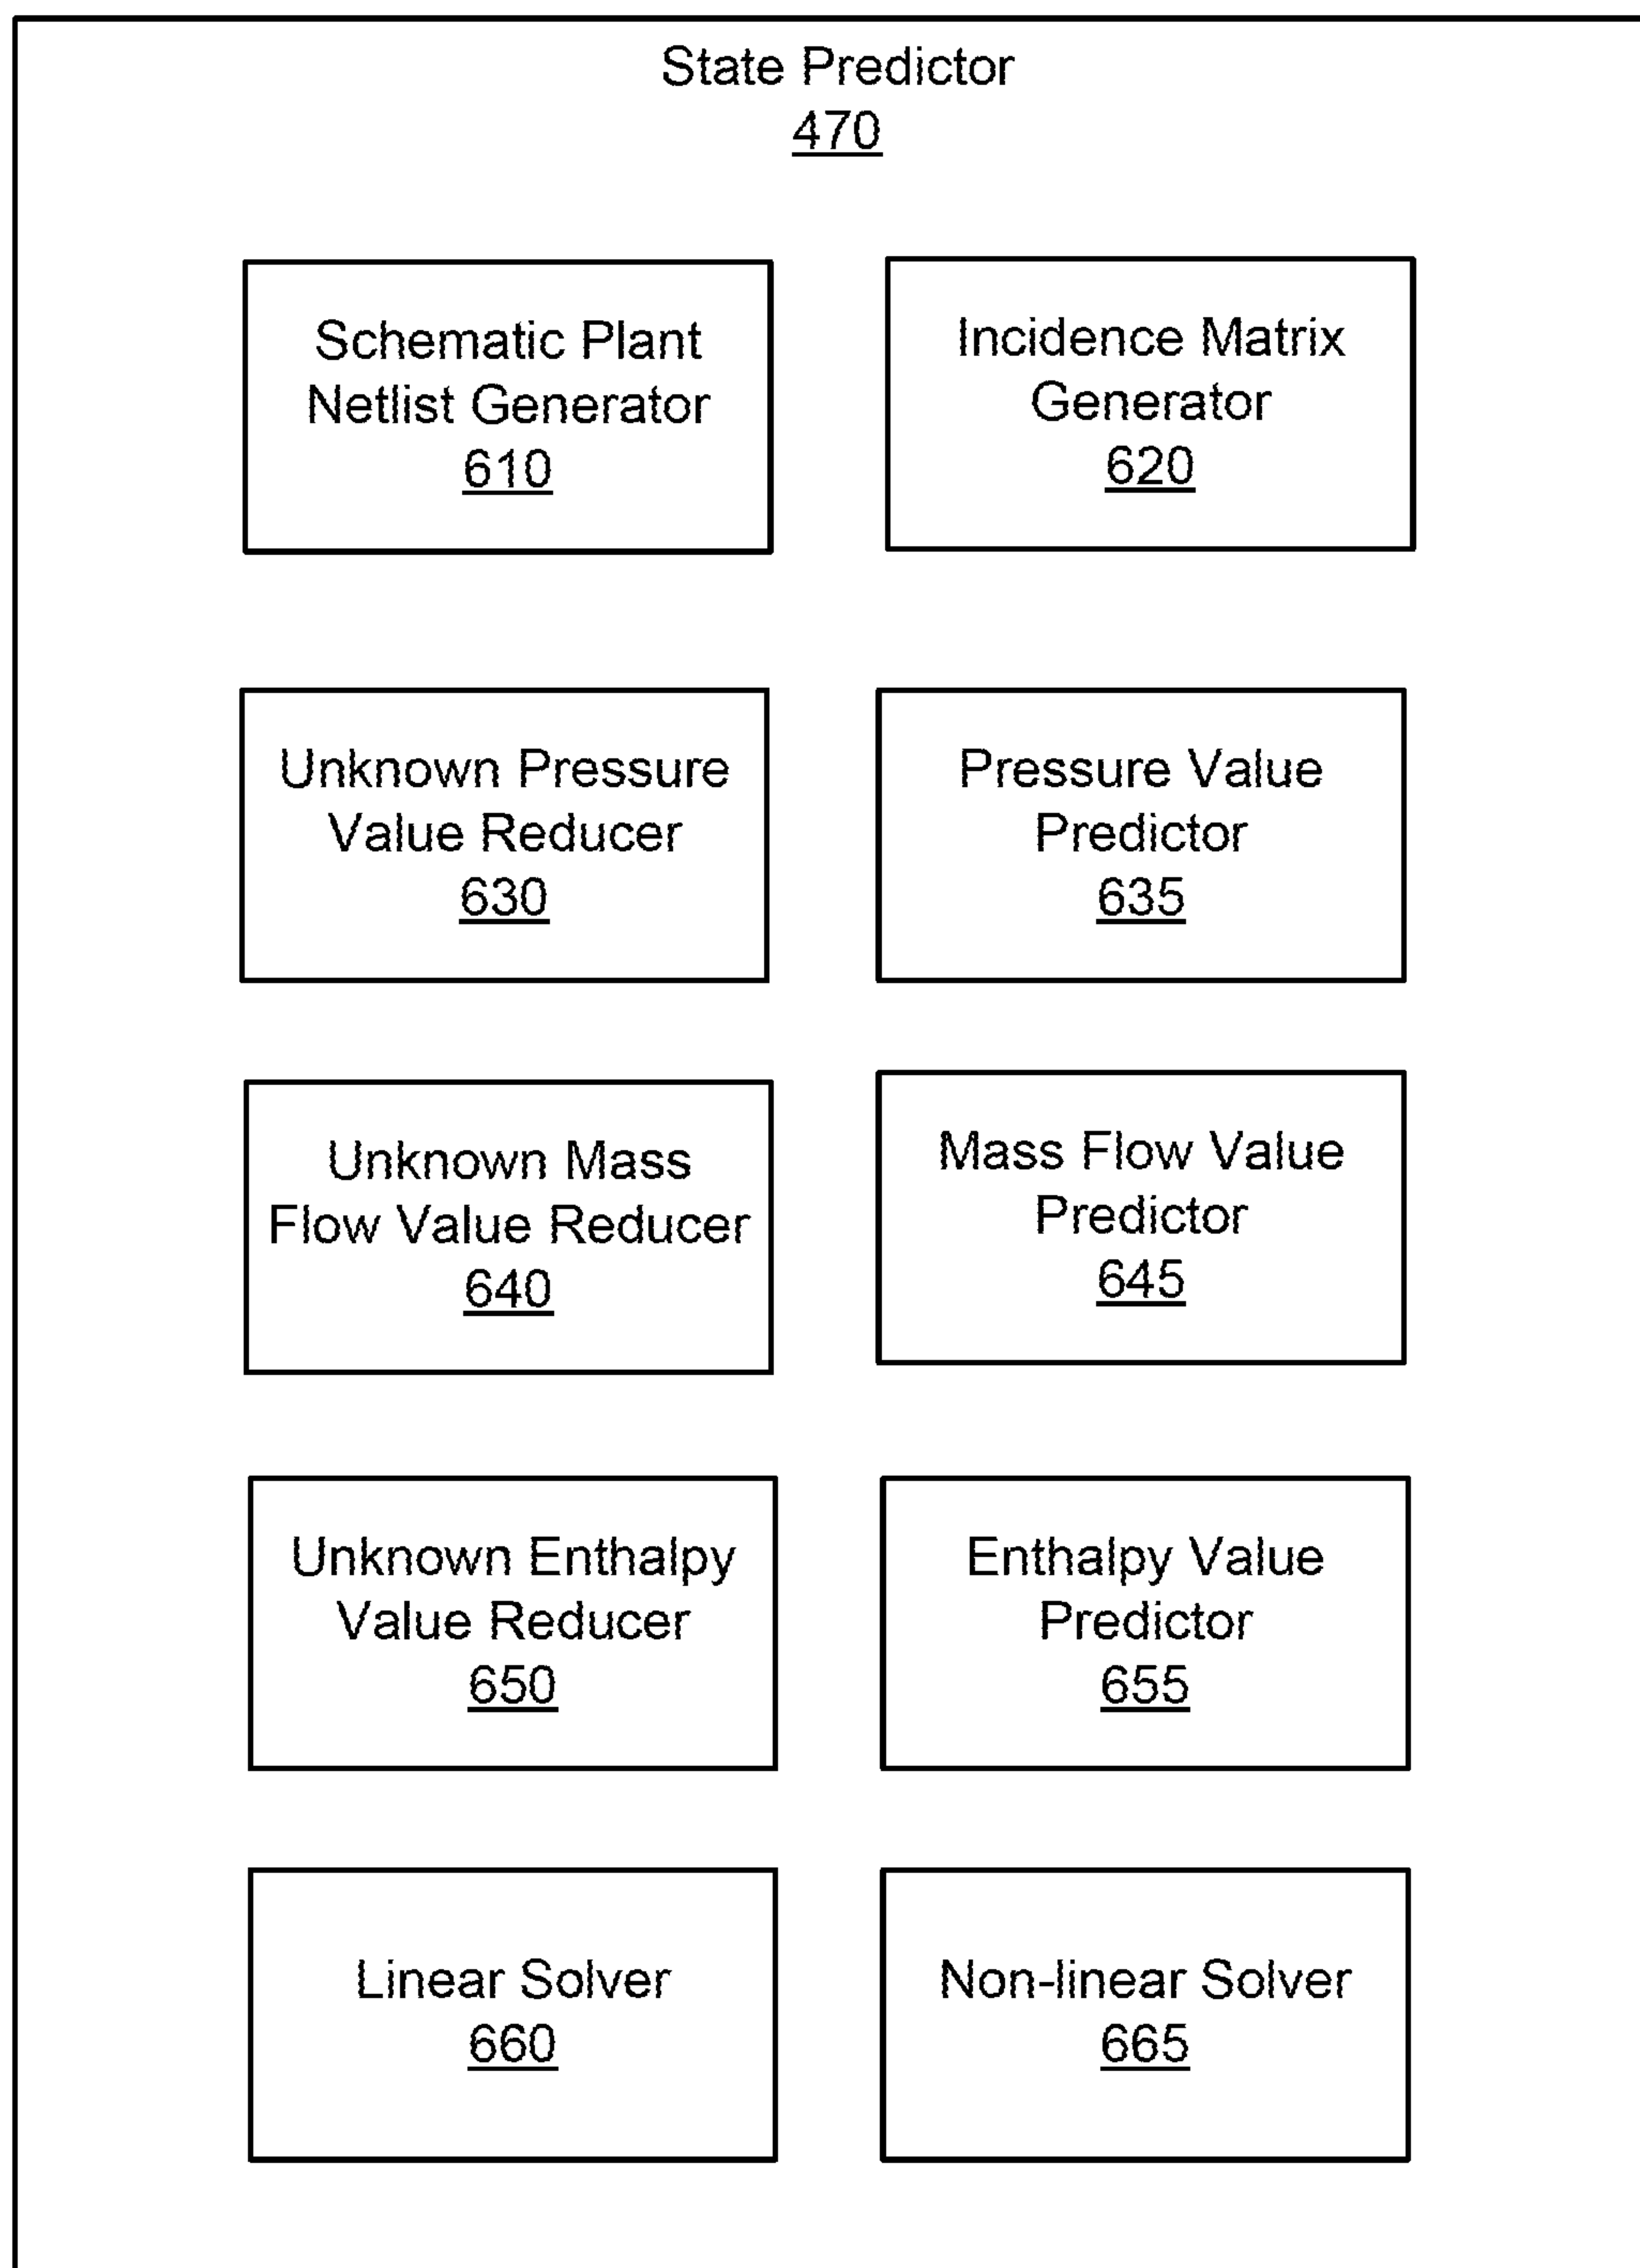 State Predictor
470
Schematic Plant
Netlist Generator
610
Incidence Matrix
Generator
620
Unknown Pressure
Value Reducer
630
Pressure Value
Predictor
635
Unknown Mass
Flow Value Reducer
640
Mass Flow Value
Predictor
645
Unknown Enthalpy
Value Reducer
650
Enthalpy Value
Predictor
655
Linear Solver
660
Non-linear Solver
665